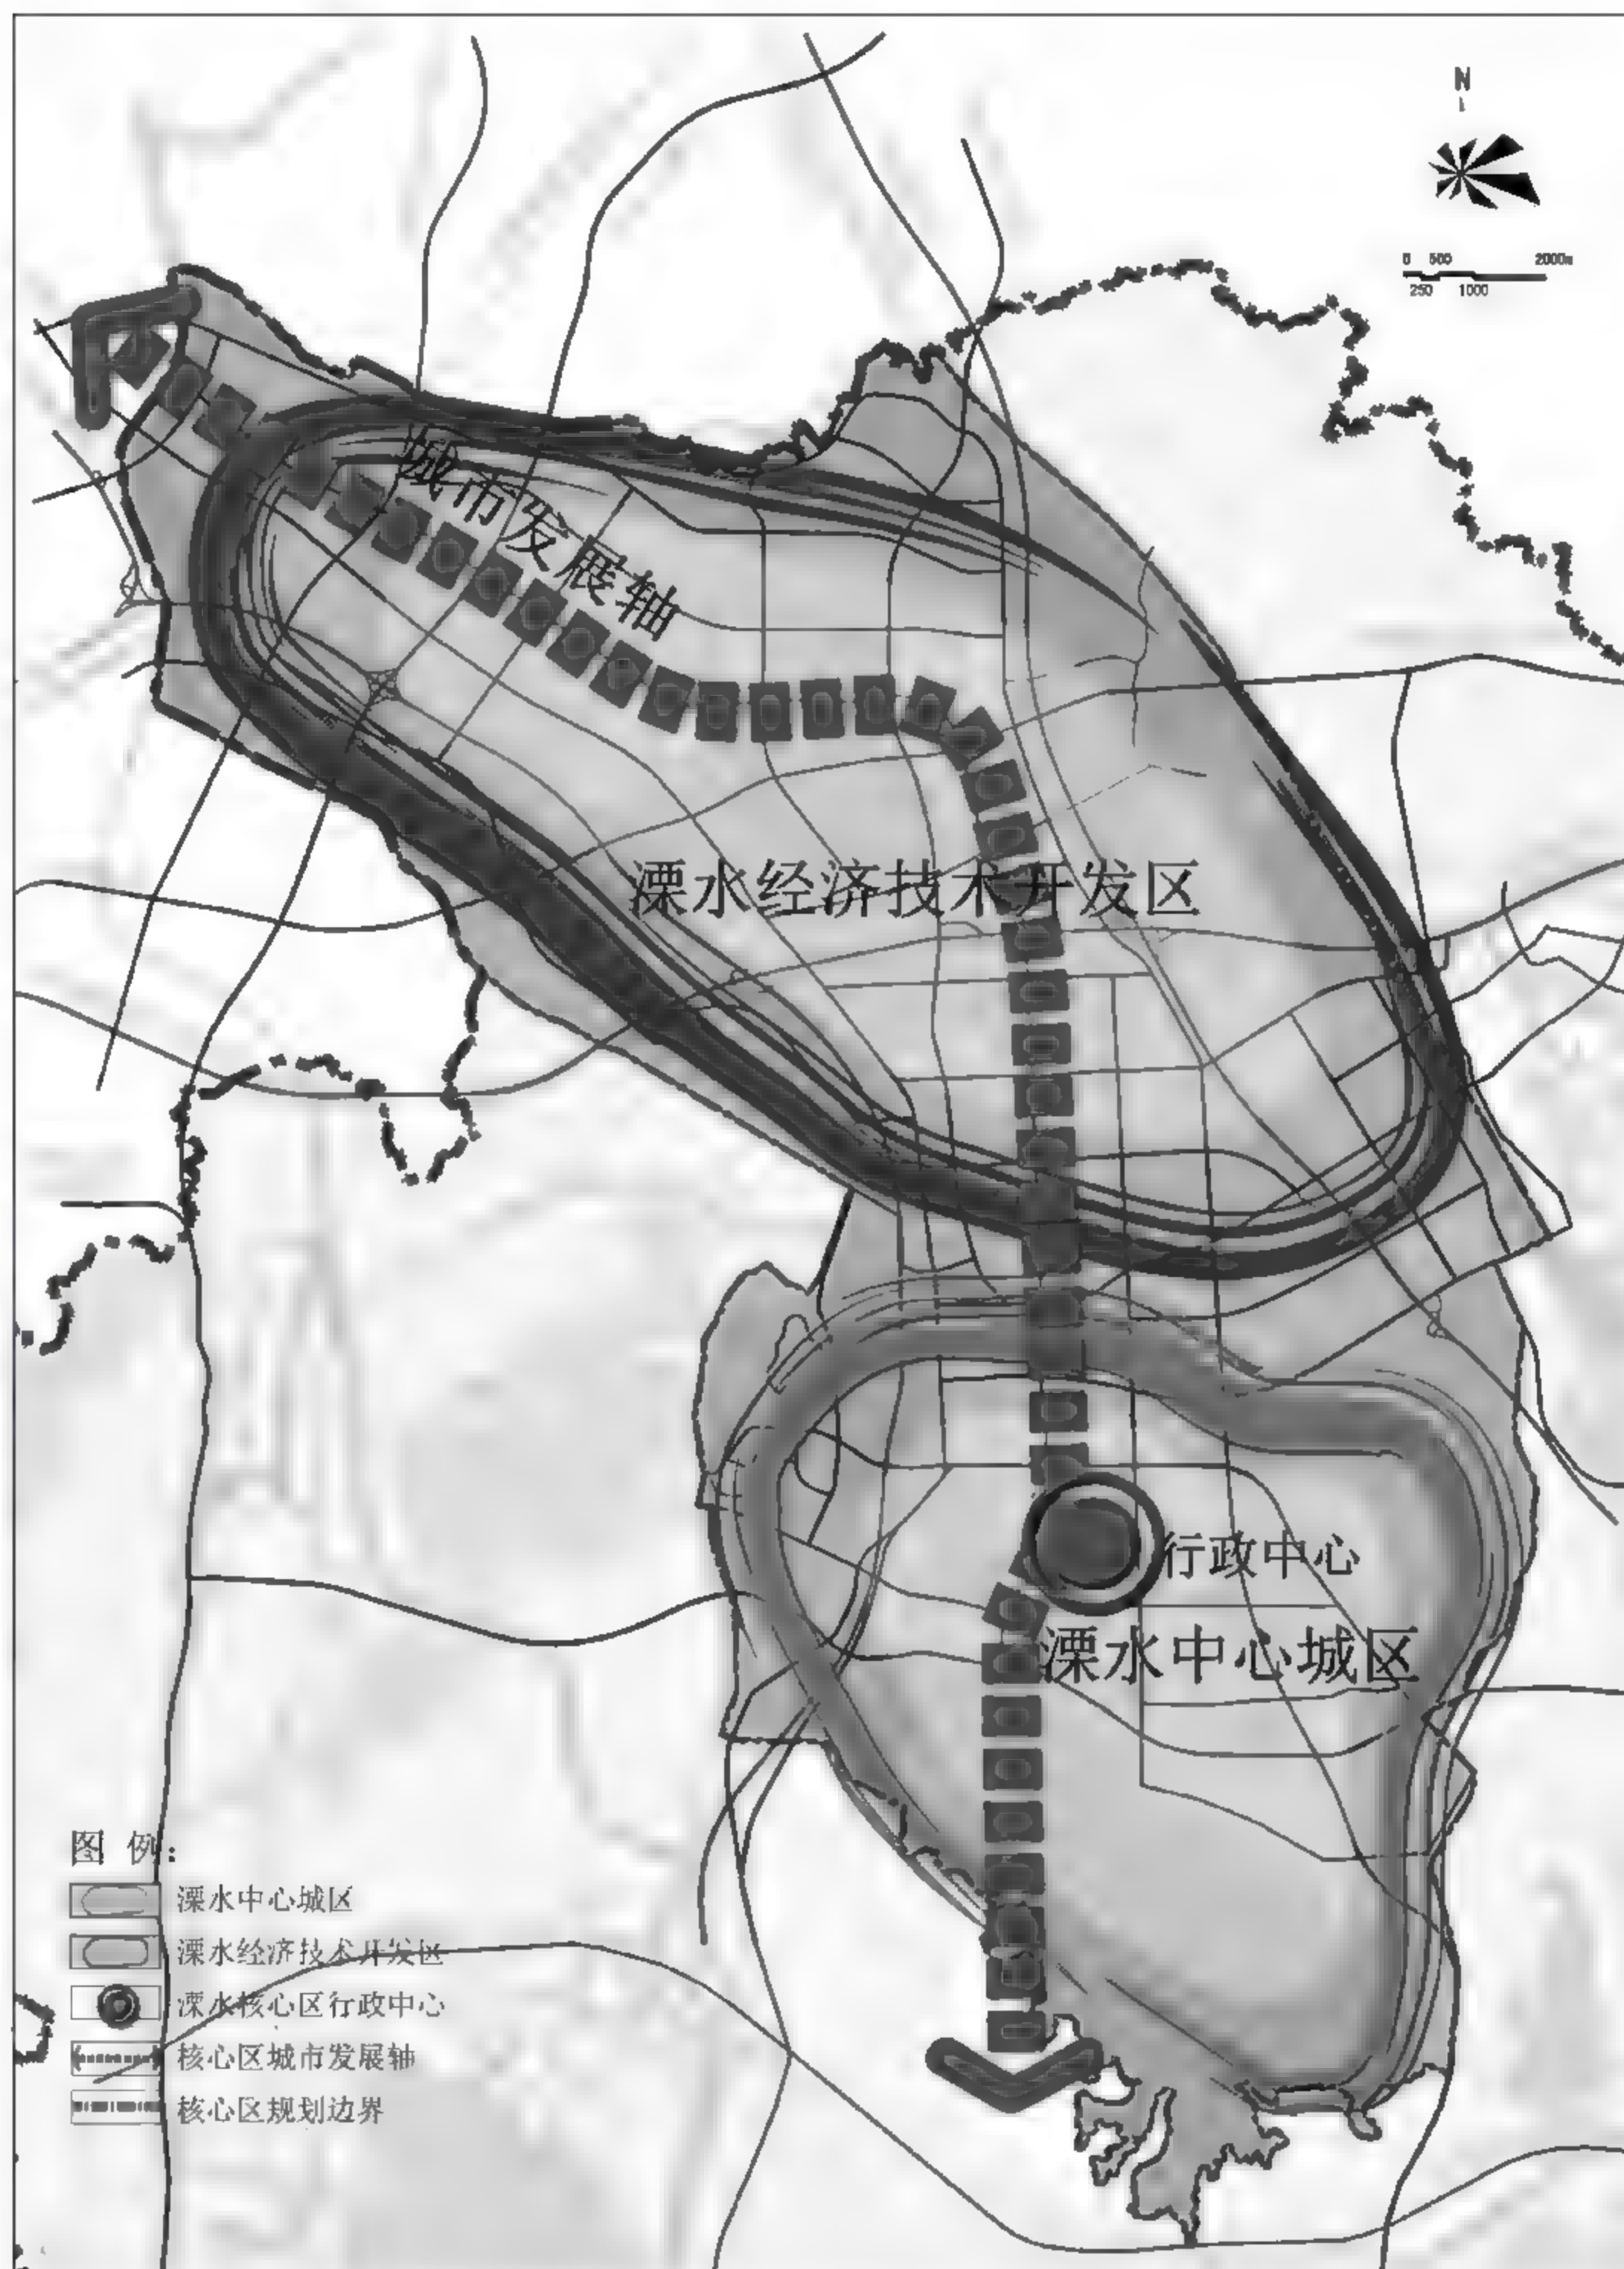 N
0 500 2000m
250 1000
城市发展轴
溧水经济技术开发区
行政中心
溧水中心城区
图 例：
溧水中心城区
溧水经济技术开发区
溧水核心区行政中心
核心区城市发展轴
核心区规划边界